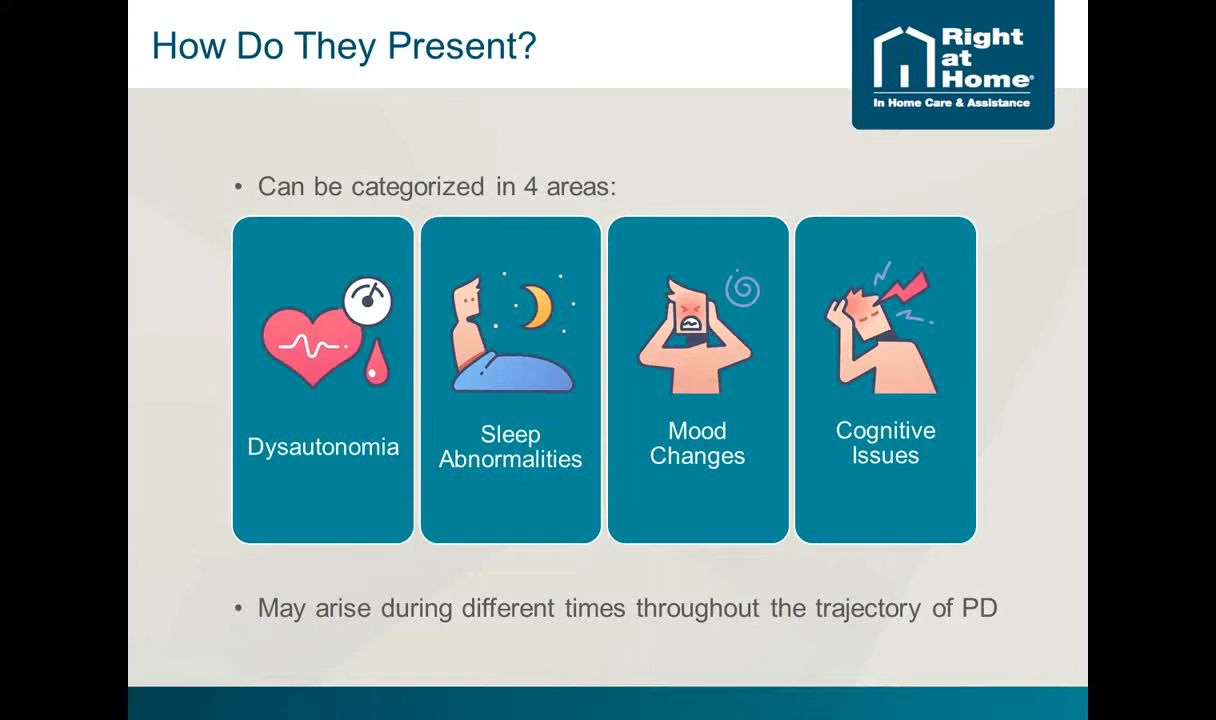 How Do They Present?
Right
at
Home®
In Home Care & Assistance
• Can be categorized in 4 areas:
Dysautonomia
Sleep
Abnormalities
Mood
Changes
Cognitive
Issues
• May arise during different times throughout the trajectory of PD